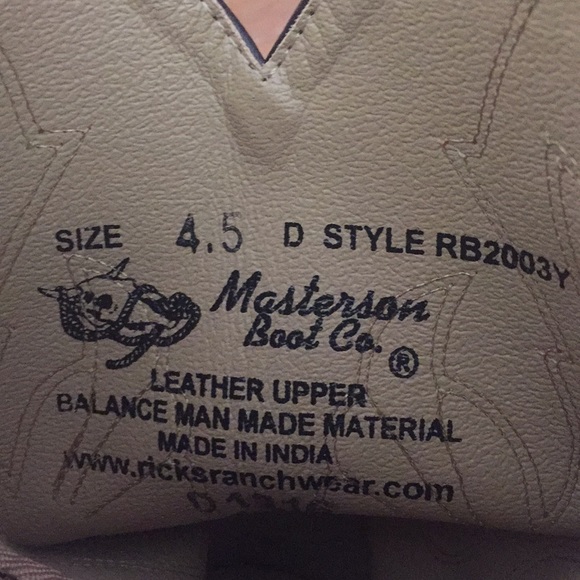 SIZE 4.5 D STYLE RB2003Y
Masterson
Boot Co. ®
LEATHER UPPER
BALANCE MAN MADE MATERIAL
MADE IN INDIA
www.ricksranchwear.com